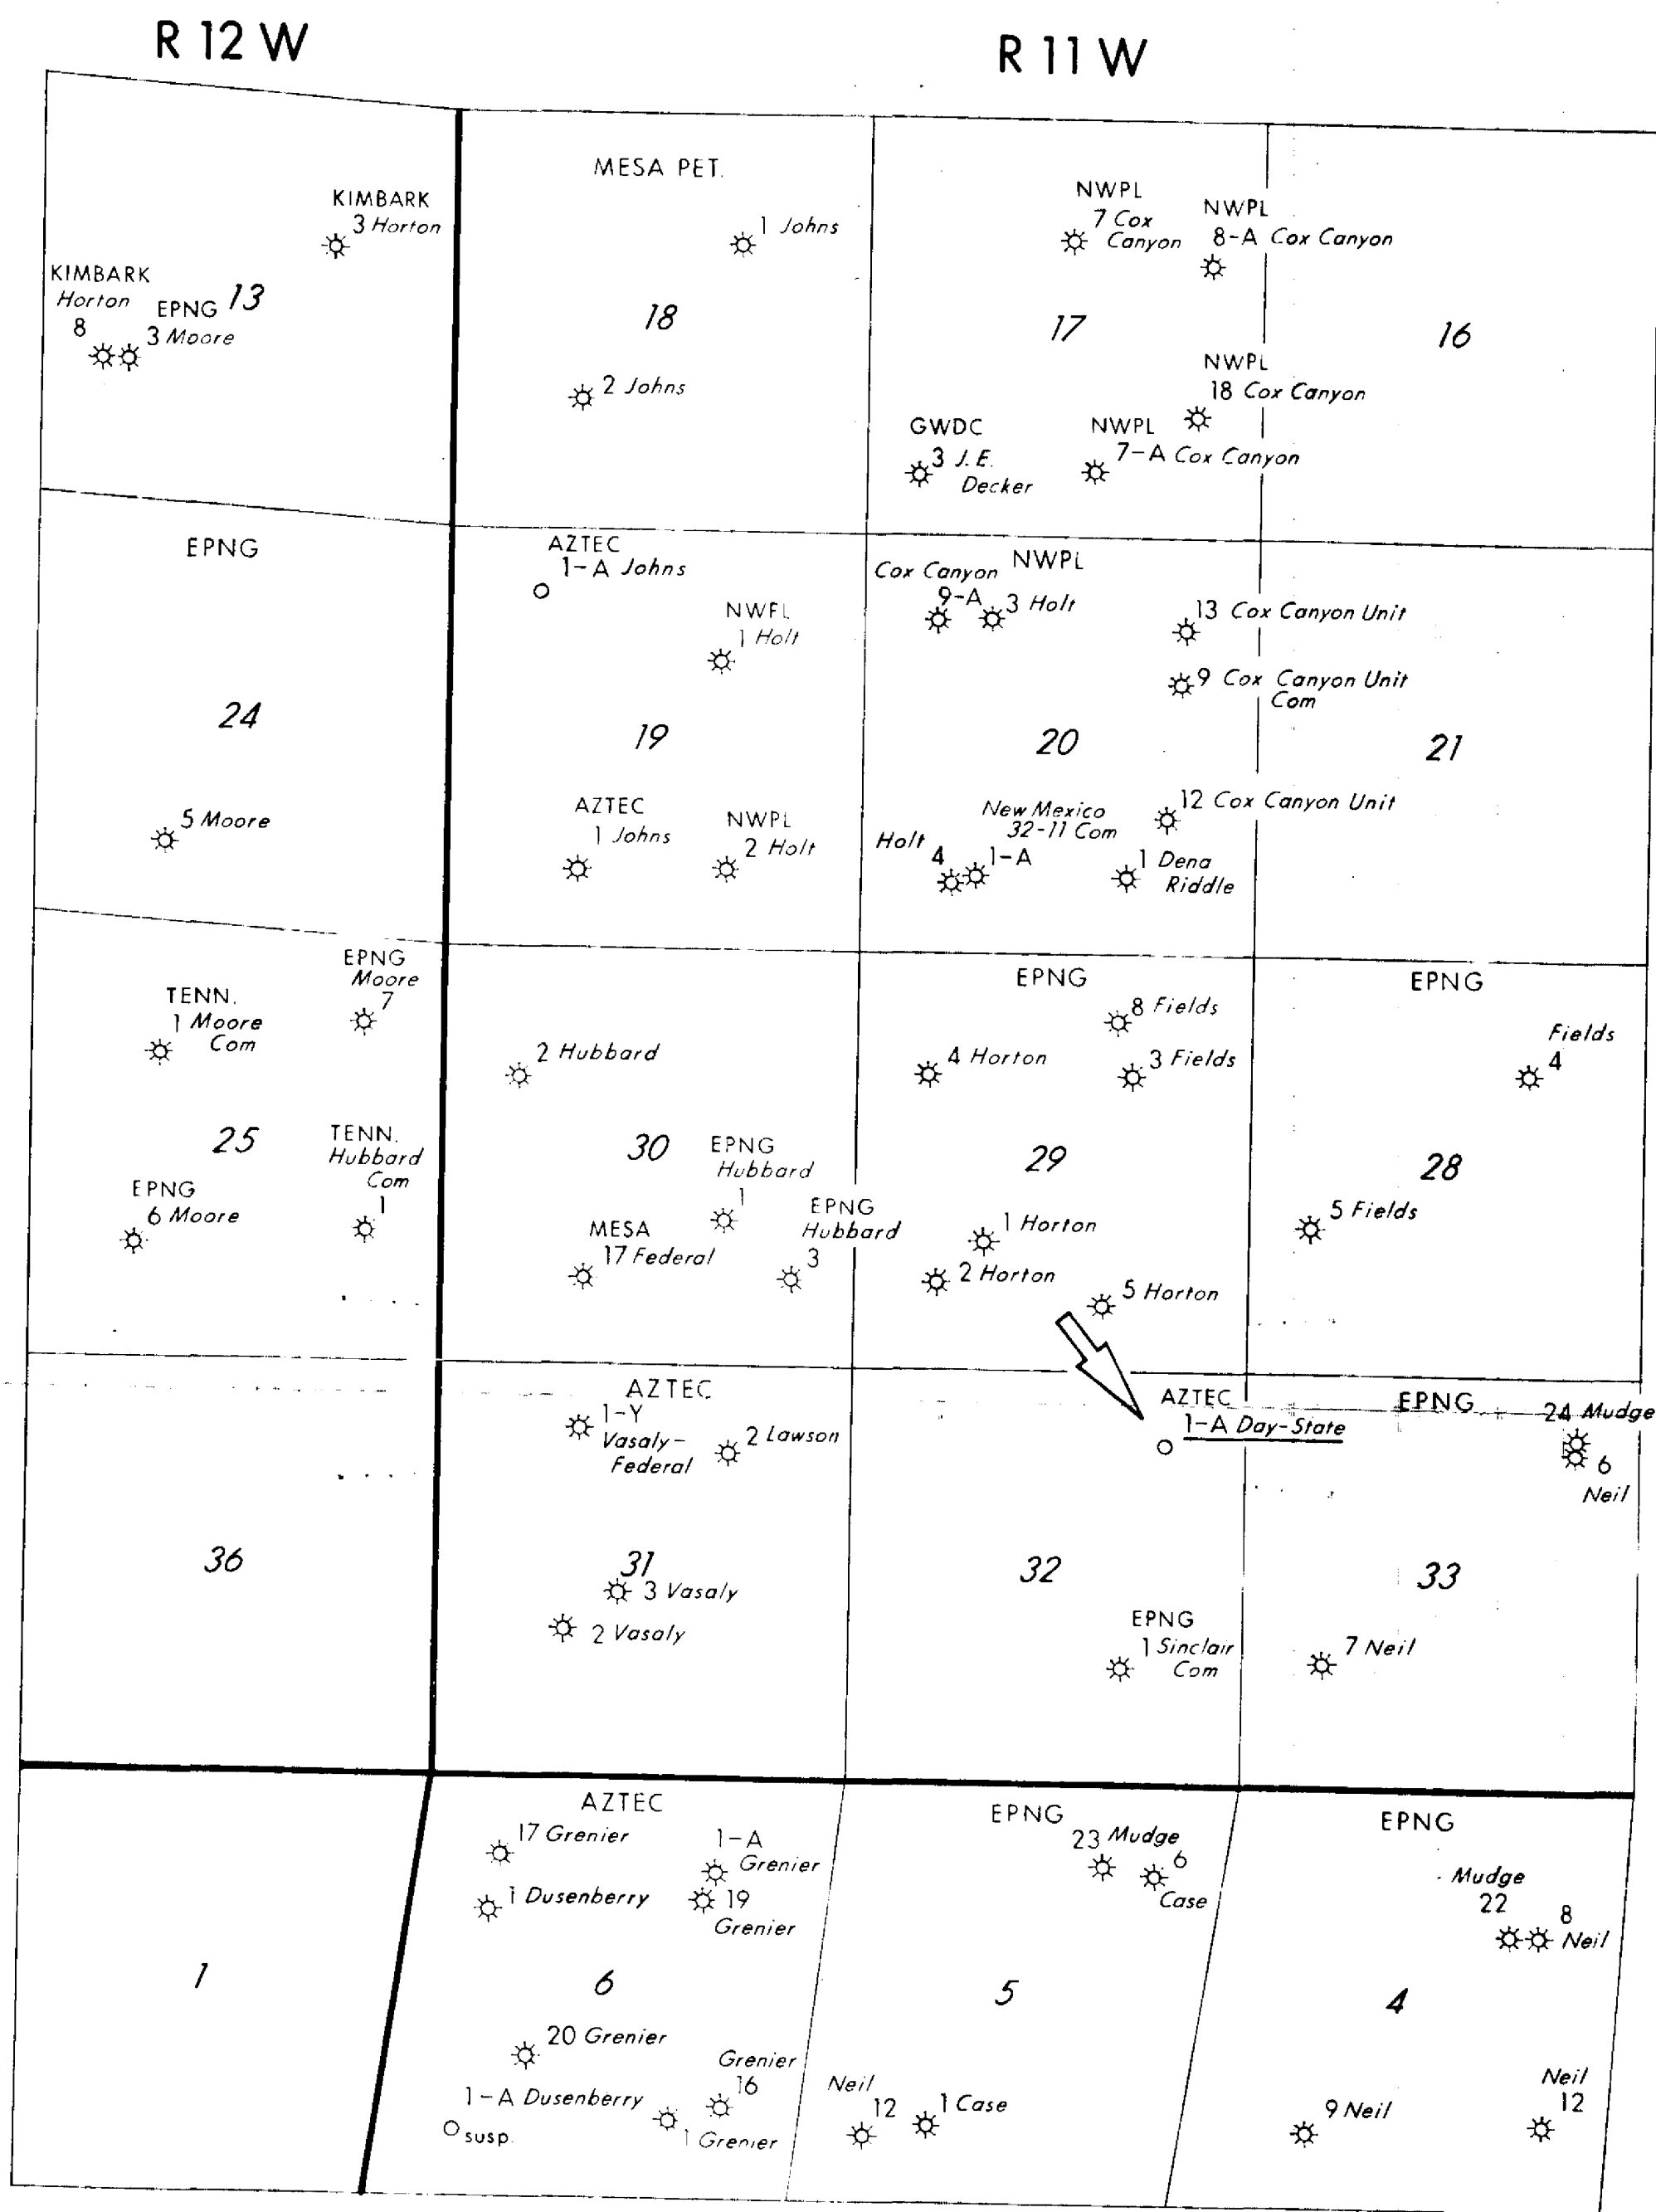 R 12 W
R 11 W
KIMBARK
3 Horton
KIMBARK
Horton
8
EPNG
3 Moore
13
MESA PET.
1 Johns
18
2 Johns
NWPL
7 Cox
Canyon
NWPL
8-A Cox Canyon
17
NWPL
18 Cox Canyon
GWDC
3 J.E.
Decker
NWPL
7-A Cox Canyon
16
EPNG
24
5 Moore
AZTEC
1-A Johns
NWPL
1 Holt
19
AZTEC
1 Johns
NWPL
2 Holt
NWPL
Cox Canyon
9-A
3 Holt
13 Cox Canyon Unit
9 Cox Canyon Unit
Com
20
New Mexico
32-11 Com
12 Cox Canyon Unit
Holt
4
1-A
1 Dena
Riddle
21
EPNG
Moore
7
TENN.
1 Moore
Com
25
TENN.
Hubbard
Com
1
EPNG
6 Moore
2 Hubbard
30
EPNG
Hubbard
1
EPNG
Hubbard
3
MESA
17 Federal
EPNG
8 Fields
4 Horton
3 Fields
29
1 Horton
2 Horton
5 Horton
EPNG
Fields
4
28
5 Fields
36
AZTEC
1-Y
Vasaly-
Federal
2 Lawson
31
3 Vasaly
2 Vasaly
AZTEC
1-A Day-State
32
EPNG
1 Sinclair
Com
EPNG
24 Mudge
6
Neil
33
7 Neil
1
AZTEC
17 Grenier
1-A
Grenier
1 Dusenberry
19
Grenier
6
20 Grenier
Grenier
16
1-A Dusenberry
susp.
1 Grenier
EPNG
23 Mudge
6
Case
5
Neil
12
1 Case
EPNG
Mudge
22
8
Neil
4
9 Neil
Neil
12